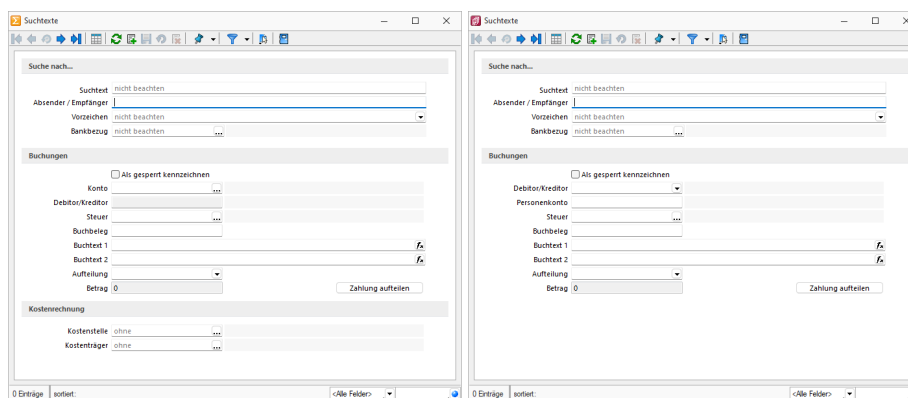 Suchtexte
Suche nach...
Suchtext nicht beachten
Absender / Empfänger
Vorzeichen nicht beachten
Bankbezug nicht beachten ...
Buchungen
Als gesperrt kennzeichnen
Konto ...
Debitor/Kreditor
Steuer ...
Buchbeleg
Buchtext 1 fx
Buchtext 2 fx
Aufteilung
Betrag 0 Zahlung aufteilen
Kostenrechnung
Kostenstelle ohne ...
Kostenträger ohne ...
0 Einträge sortiert: <Alle Felder>
Suchtexte
Suche nach...
Suchtext nicht beachten
Absender / Empfänger
Vorzeichen nicht beachten
Bankbezug nicht beachten ...
Buchungen
Als gesperrt kennzeichnen
Debitor/Kreditor
Personenkonto
Steuer ...
Buchbeleg
Buchtext 1 fx
Buchtext 2 fx
Aufteilung
Betrag 0 Zahlung aufteilen
0 Einträge sortiert: <Alle Felder>